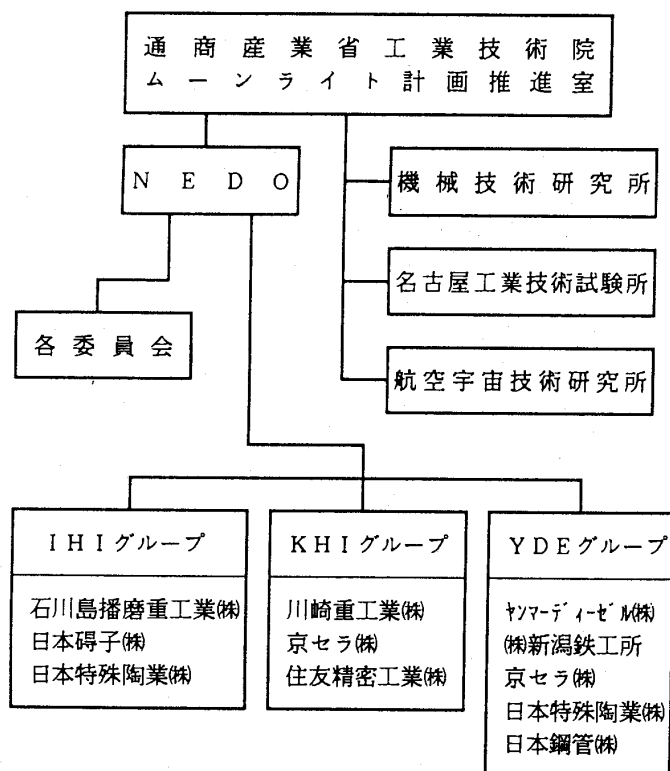 通商産業省工業技術院
ムーンライト計画推進室
NEDO
機械技術研究所
名古屋工業技術試験所
各委員会
航空宇宙技術研究所
IHIグループ
石川島播磨重工業㈱
日本碍子㈱
日本特殊陶業㈱
KHIグループ
川崎重工業㈱
京セラ㈱
住友精密工業㈱
YDEグループ
ﾔﾝﾏｰﾃﾞｨｰｾﾞﾙ㈱
㈱新潟鉄工所
京セラ㈱
日本特殊陶業㈱
日本鋼管㈱